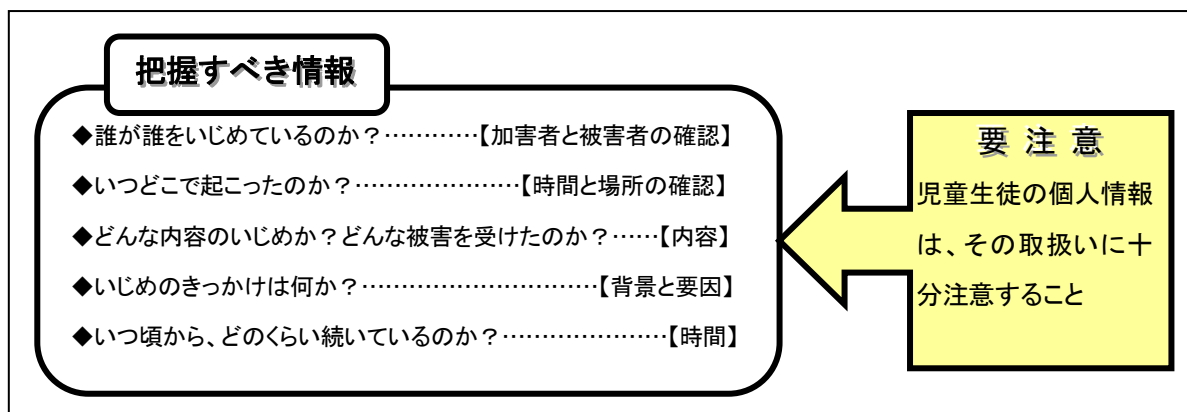 把握すべき情報
◆誰が誰をいじめているのか？…………【加害者と被害者の確認】
◆いつどこで起こったのか？…………………【時間と場所の確認】
◆どんな内容のいじめか？どんな被害を受けたのか？……【内容】
◆いじめのきっかけは何か？…………………………【背景と要因】
◆いつ頃から、どのくらい続いているのか？…………………【時間】
要 注 意
児童生徒の個人情報
は、その取扱いに十
分注意すること